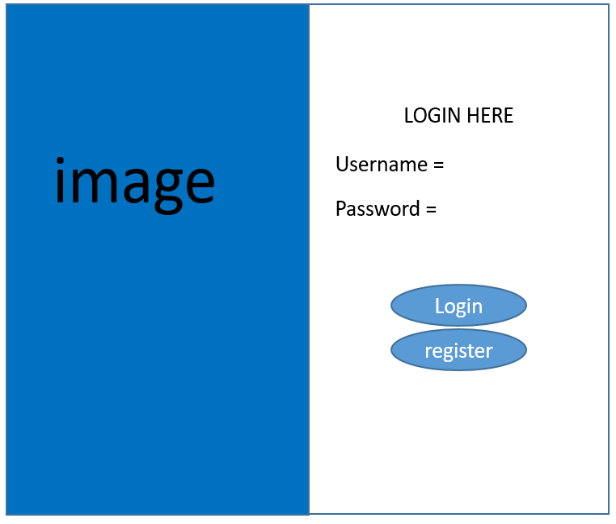 image
LOGIN HERE
Username =
Password =
Login
register